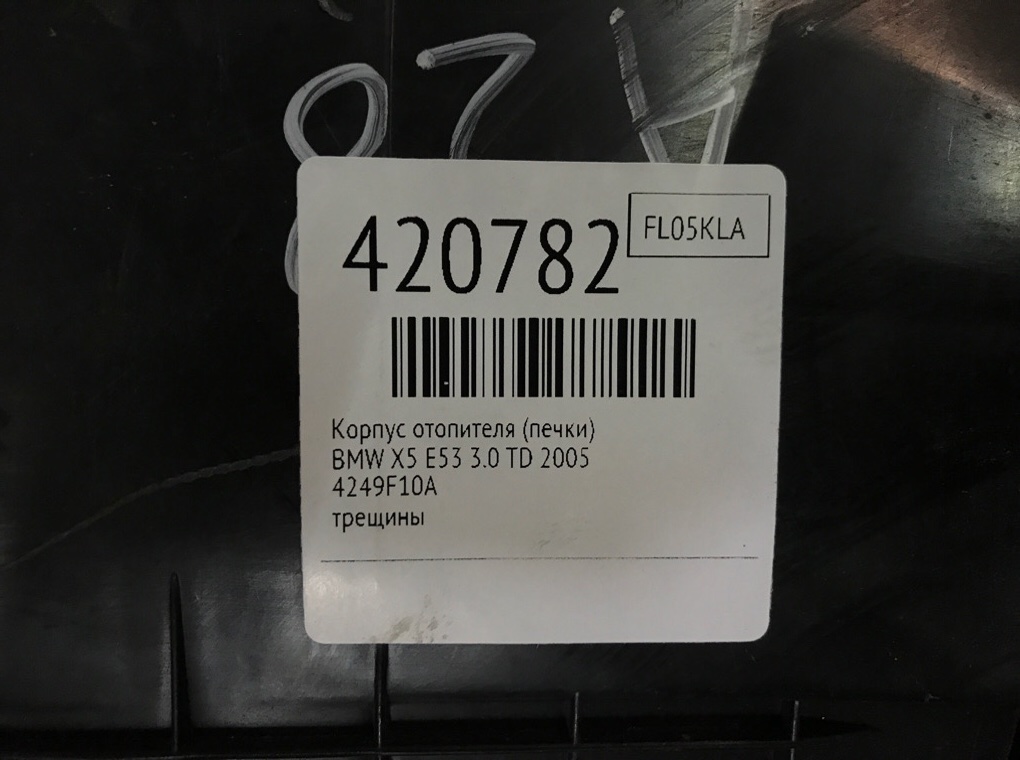 420782
FL05KLA
Корпус отопителя (печки)
BMW X5 E53 3.0 TD 2005
4249F10A
трещины